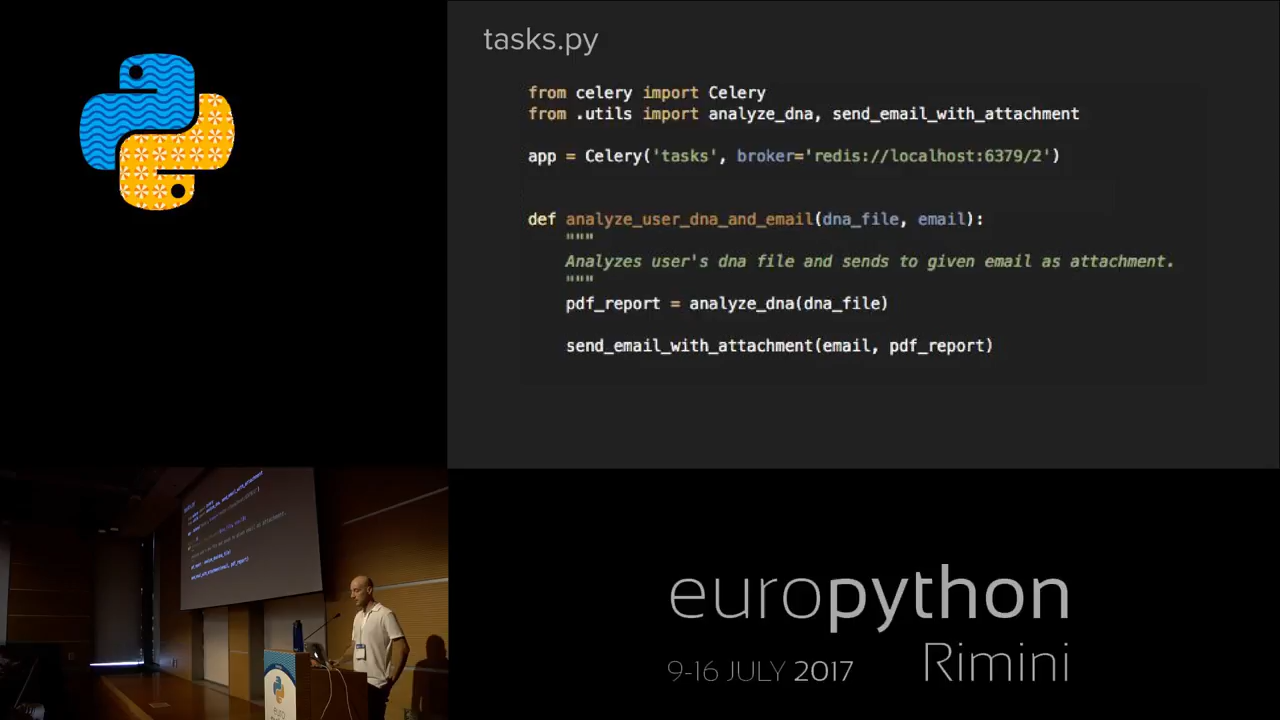 tasks.py
from celery import Celery
from .utils import analyze_dna, send_email_with_attachment
app = Celery('tasks', broker='redis://localhost:6379/2')
def analyze_user_dna_and_email(dna_file, email):
"""
Analyzes user's dna file and sends to given email as attachment.
"""
pdf_report = analyze_dna(dna_file)
send_email_with_attachment(email, pdf_report)
europython
Rimini
9-16 JULY 2017